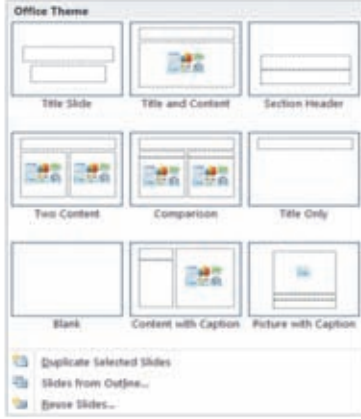 Office Theme
Title Slide
Title and Content
Section Header
Two Content
Comparison
Title Only
Blank
Content with Caption
Picture with Caption
Duplicate Selected Slides
Slides from Outline...
Reuse Slides...